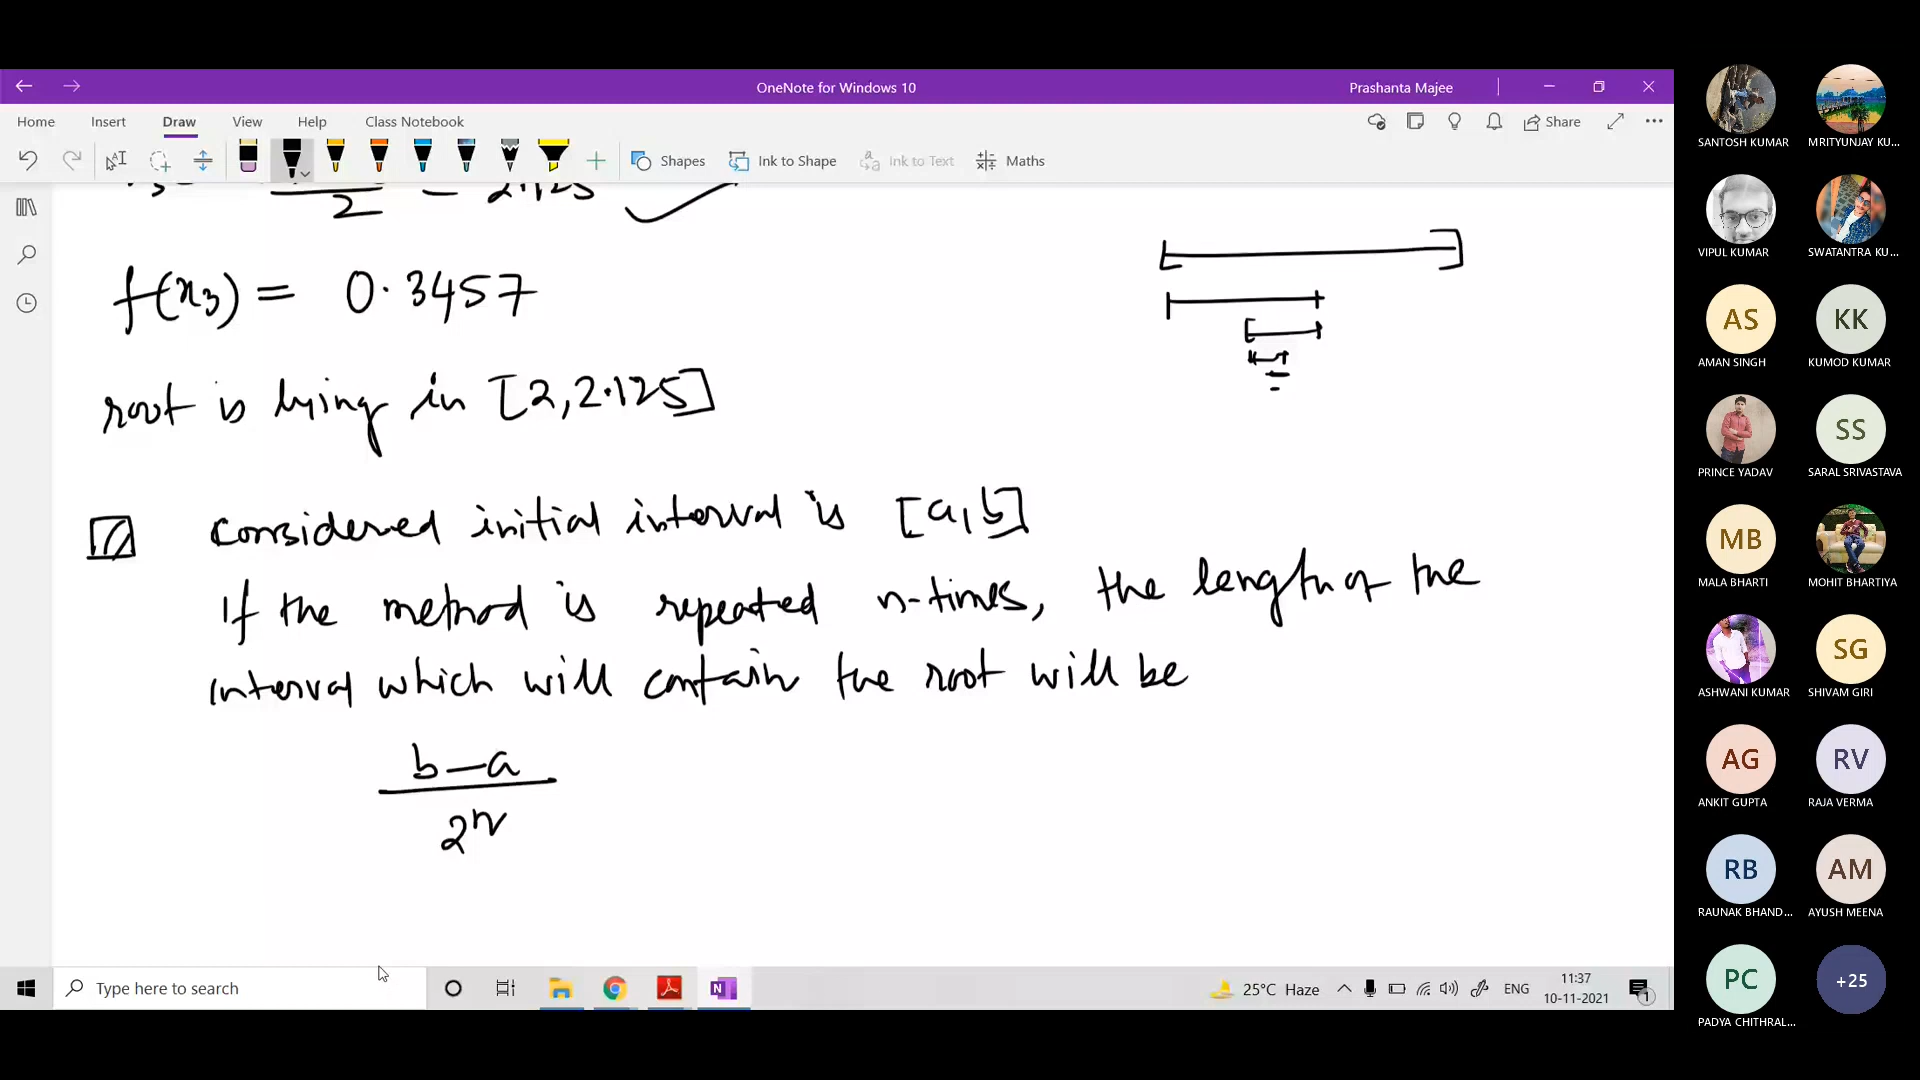 OneNote for Windows 10
Prashanta Majee
Home Insert Draw View Help Class Notebook
Share
Shapes Ink to Shape Ink to Text Maths
2 = 2.125
f(x3) = 0.3457
root is lying in [2, 2.125]
Considered initial interval is [a, b]
If the method is repeated n-times, the length of the
interval which will contain the root will be
b-a
2^n
Type here to search
25°C Haze
ENG
11:37
10-11-2021
1
SANTOSH KUMAR
MRITYUNJAY KU...
VIPUL KUMAR
SWATANTRA KU...
AS
KK
AMAN SINGH
KUMOD KUMAR
SS
PRINCE YADAV
SARAL SRIVASTAVA
MB
MALA BHARTI
MOHIT BHARTIYA
SG
ASHWANI KUMAR
SHIVAM GIRI
AG
RV
ANKIT GUPTA
RAJA VERMA
RB
AM
RAUNAK BHAND...
AYUSH MEENA
PC
+25
PADYA CHITHRAL...